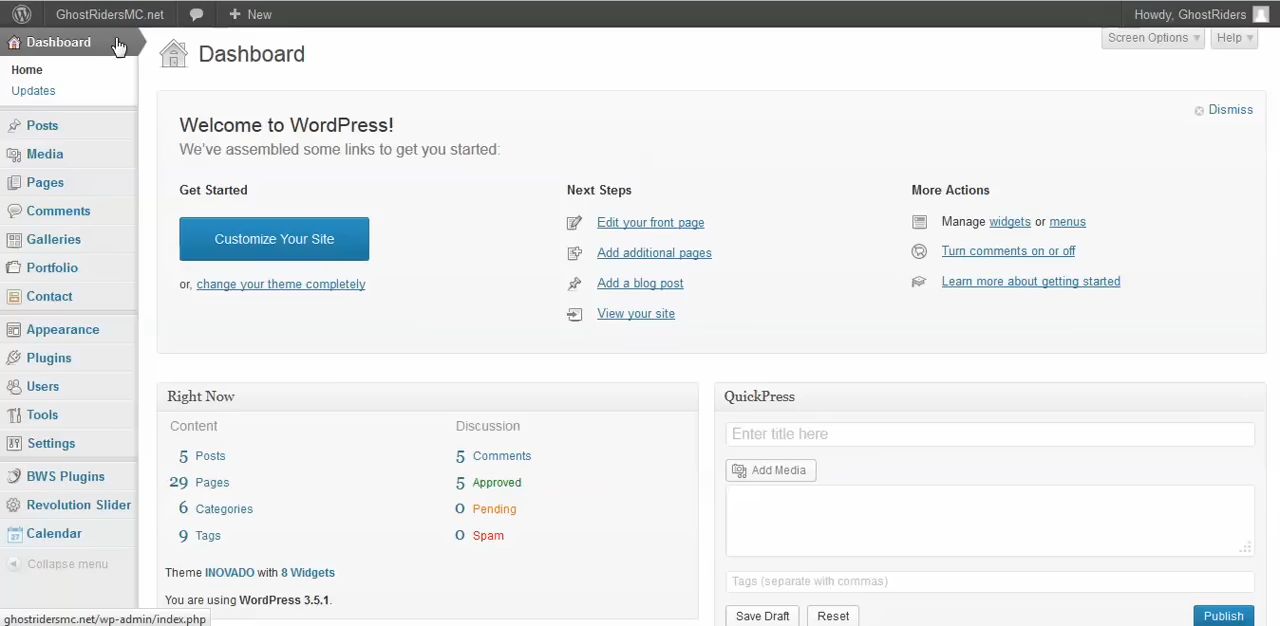 GhostRidersMC.net
New
Howdy, GhostRiders
Dashboard
Home
Updates
Posts
Media
Pages
Comments
Galleries
Portfolio
Contact
Appearance
Plugins
Users
Tools
Settings
BWS Plugins
Revolution Slider
Calendar
Collapse menu
ghostridersmc.net/wp-admin/index.php
Screen Options
Help
Dashboard
Dismiss
Welcome to WordPress!
We've assembled some links to get you started:
Get Started
Customize Your Site
or, change your theme completely
Next Steps
Edit your front page
Add additional pages
Add a blog post
View your site
More Actions
Manage widgets or menus
Turn comments on or off
Learn more about getting started
Right Now
Content
5 Posts
29 Pages
6 Categories
9 Tags
Discussion
5 Comments
5 Approved
0 Pending
0 Spam
Theme INOVADO with 8 Widgets
You are using WordPress 3.5.1.
QuickPress
Enter title here
Add Media
Tags (separate with commas)
Save Draft
Reset
Publish